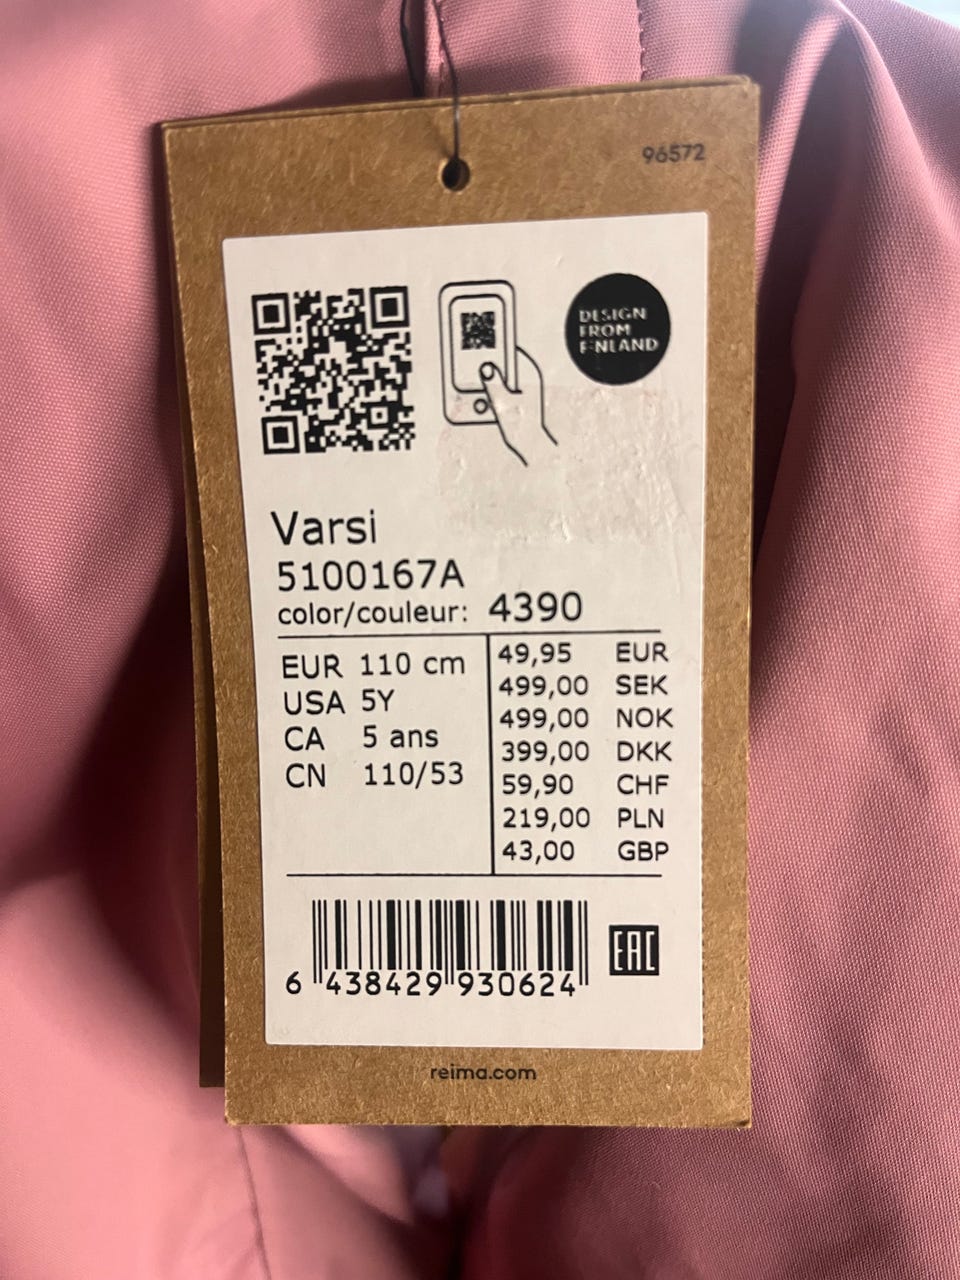 96572
DESIGN
FROM
FINLAND
Varsi
5100167A
color/couleur: 4390
EUR 110 cm
USA 5Y
CA 5 ans
CN 110/53
49,95 EUR
499,00 SEK
499,00 NOK
399,00 DKK
59,90 CHF
219,00 PLN
43,00 GBP
6 438429 930624
EAC
reima.com